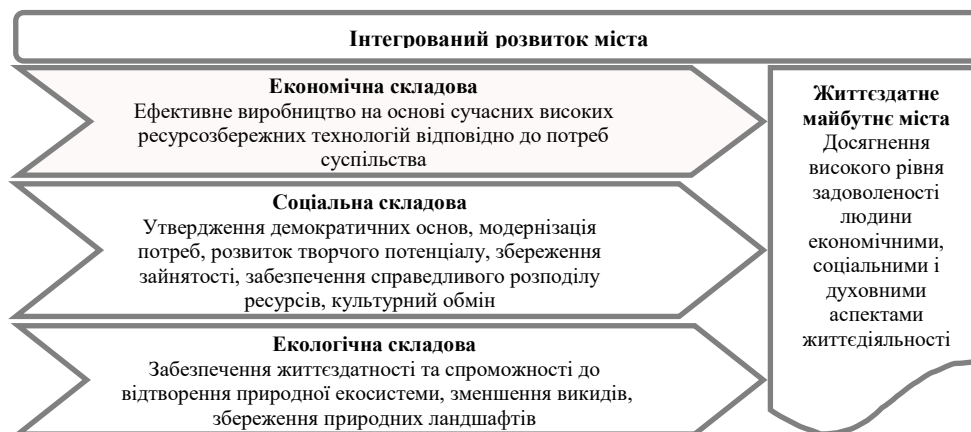 Інтегрований розвиток міста
Економічна складова
Ефективне виробництво на основі сучасних високих
ресурсозбережних технологій відповідно до потреб
суспільства
Соціальна складова
Утвердження демократичних основ, модернізація
потреб, розвиток творчого потенціалу, збереження
зайнятості, забезпечення справедливого розподілу
ресурсів, культурний обмін
Екологічна складова
Забезпечення життєздатності та спроможності до
відтворення природної екосистеми, зменшення викидів,
збереження природних ландшафтів
Життєздатне
майбутнє міста
Досягнення
високого рівня
задоволеності
людини
економічними,
соціальними і
духовними
аспектами
життєдіяльності